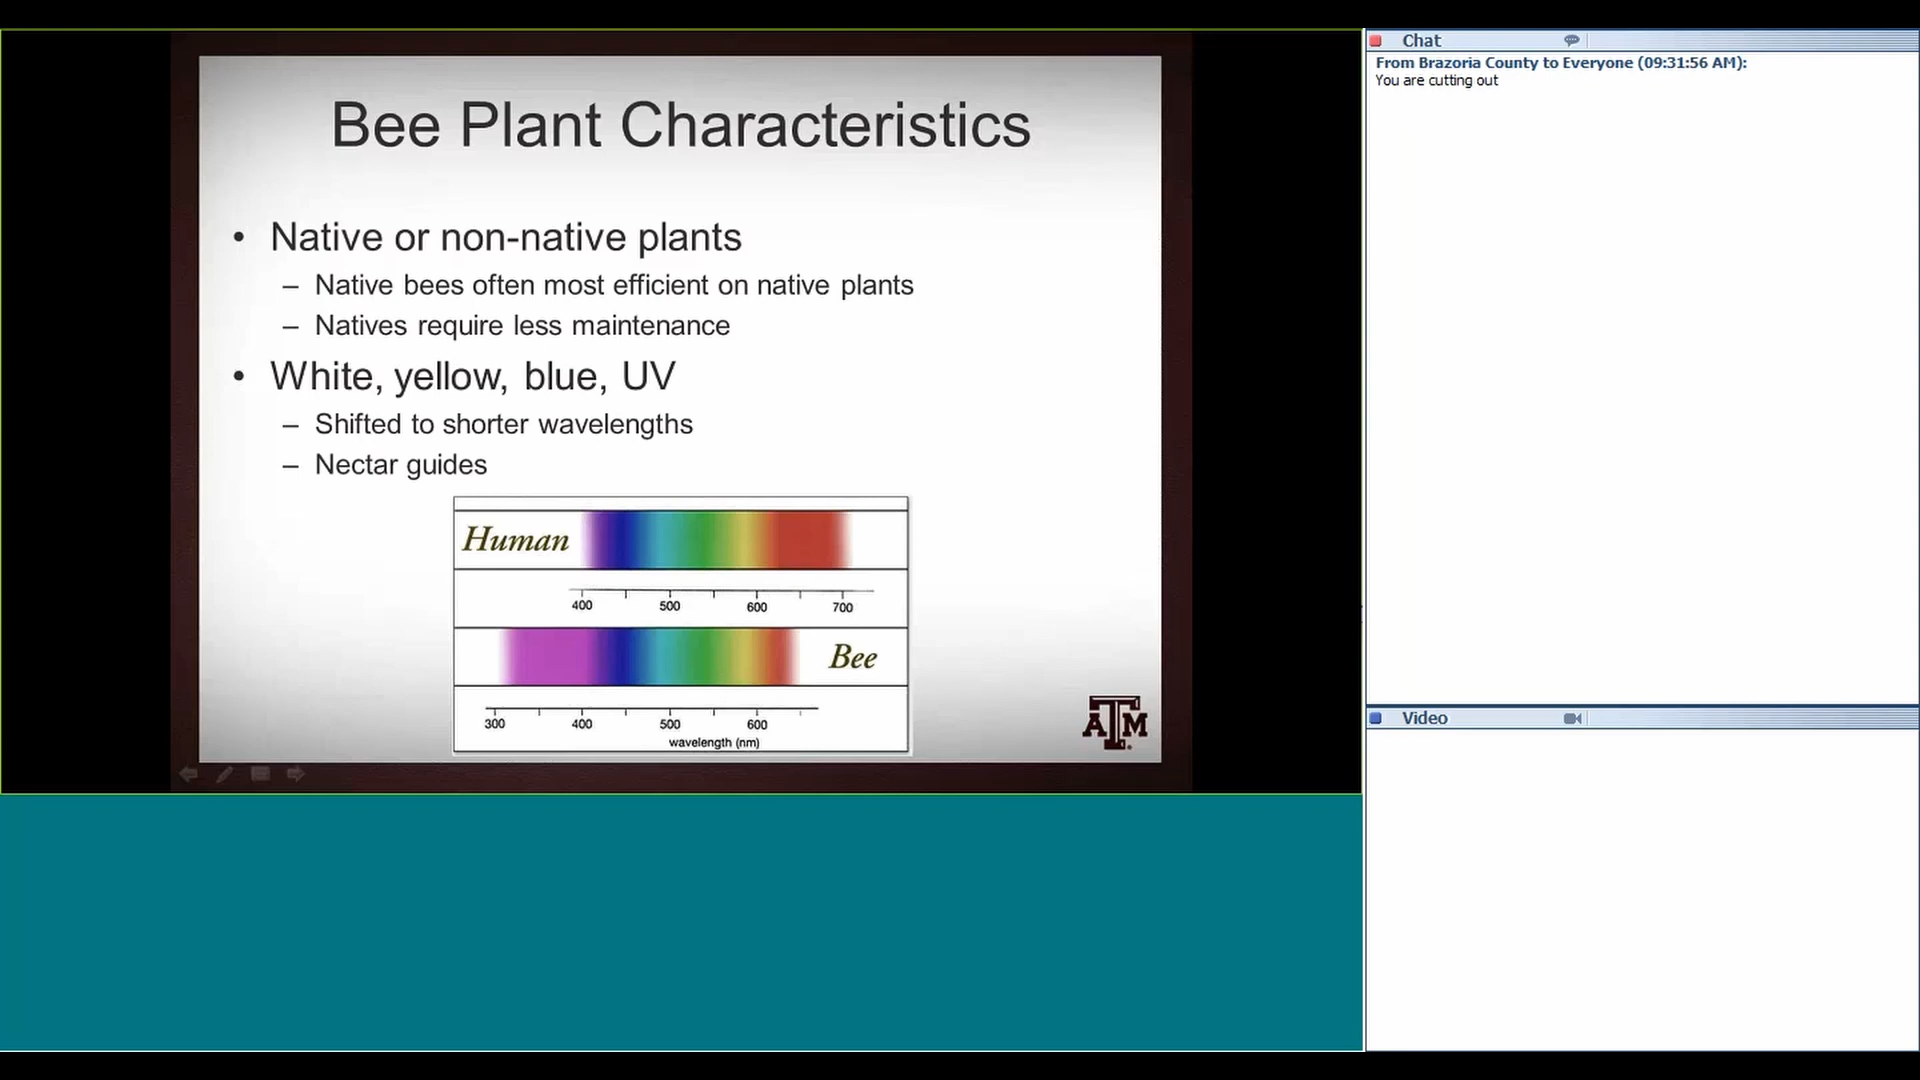 Bee Plant Characteristics
• Native or non-native plants
– Native bees often most efficient on native plants
– Natives require less maintenance
• White, yellow, blue, UV
– Shifted to shorter wavelengths
– Nectar guides
Human
400 500 600 700
Bee
300 400 500 600
wavelength (nm)
ATM
Chat
From Brazoria County to Everyone (09:31:56 AM):
You are cutting out
Video